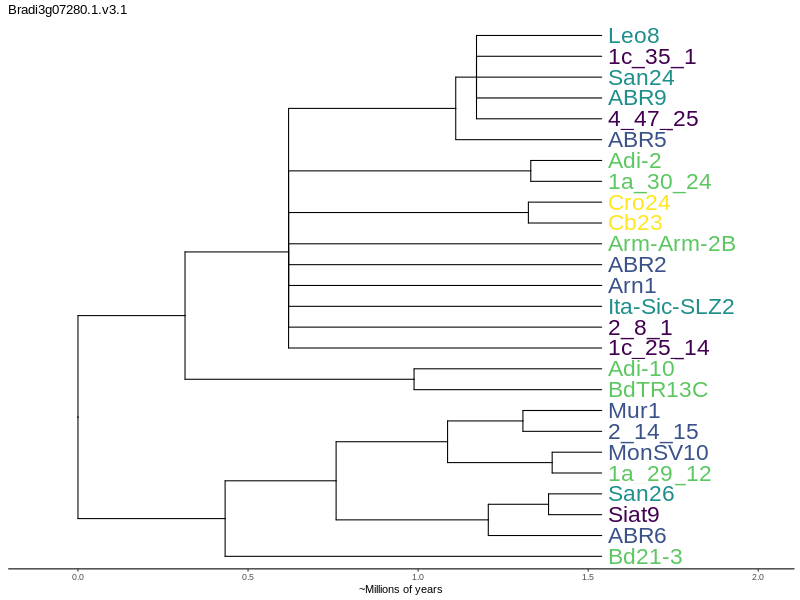 Bradi3g07280.1.v3.1
Leo8
1c_35_1
San24
ABR9
4_47_25
ABR5
Adi-2
1a_30_24
Cro24
Cb23
Arm-Arm-2B
ABR2
Arn1
Ita-Sic-SLZ2
2_8_1
1c_25_14
Adi-10
BdTR13C
Mur1
2_14_15
MonSV10
1a_29_12
San26
Siat9
ABR6
Bd21-3
0.0 0.5 1.0 1.5 2.0
~Millions of years